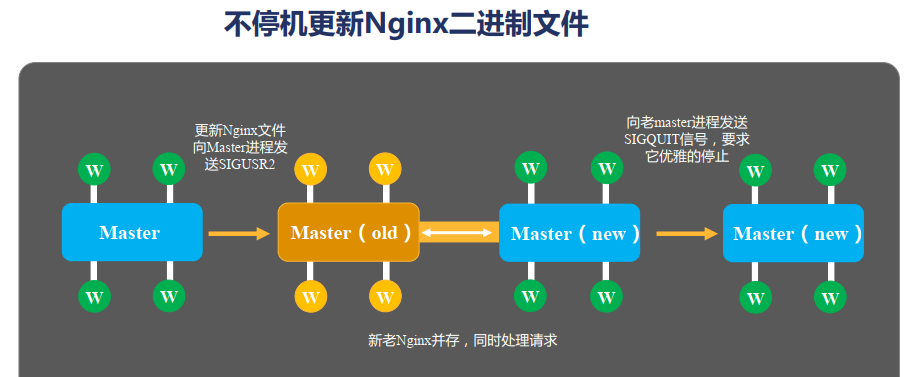 不停机更新Nginx二进制文件
更新Nginx文件
向Master进程发
送SIGUSR2
向老master进程发送
SIGQUIT信号，要求
它优雅的停止
W W W W W W W W
Master Master（old） Master（new） Master（new）
W W W W W W W W
新老Nginx并存，同时处理请求